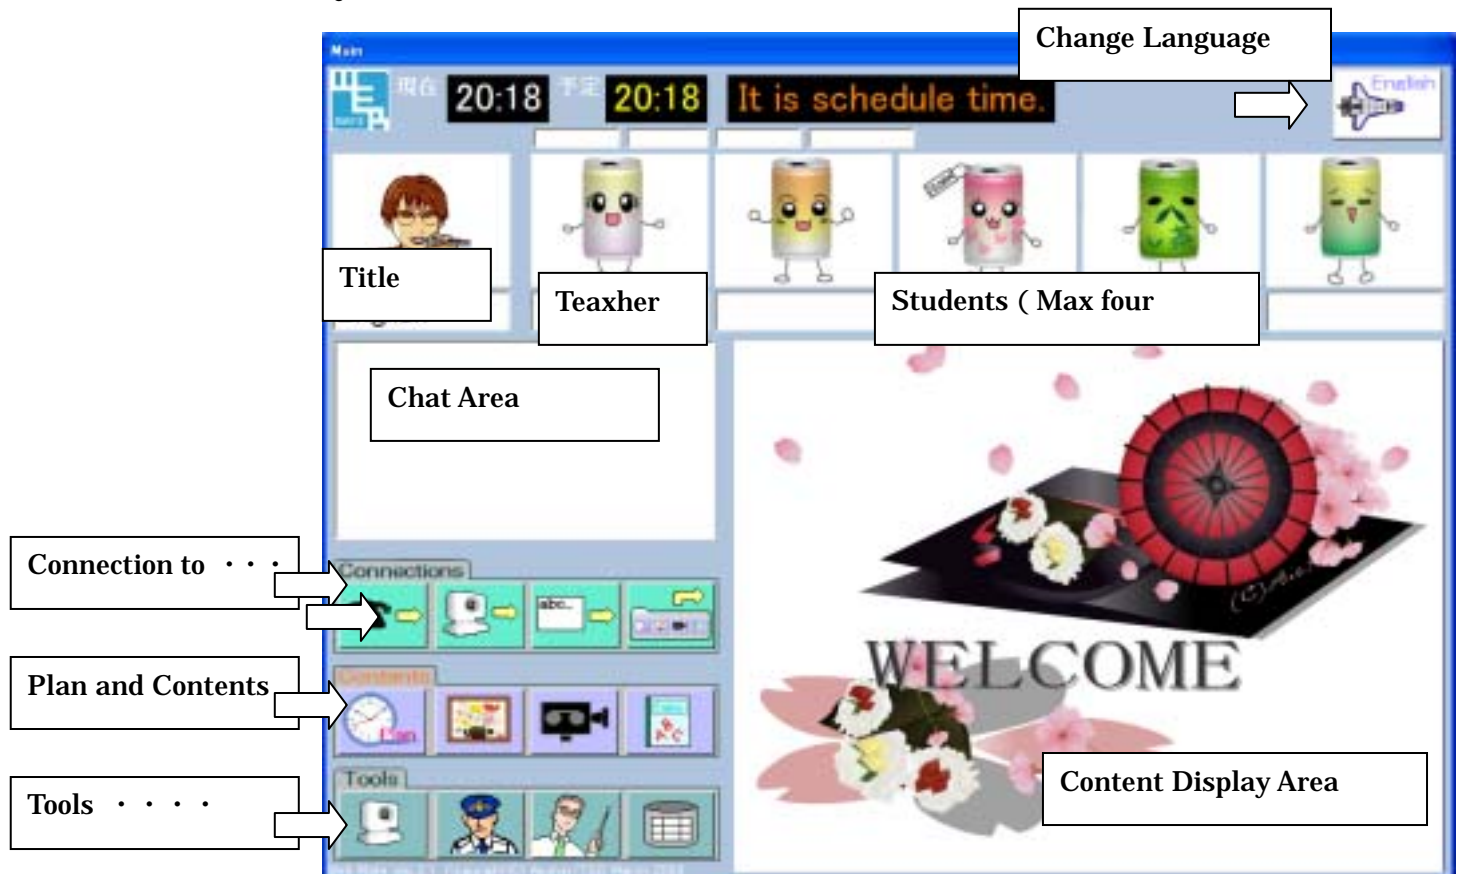 Change Language
Main
現在 20:18 予定 20:18 It is schedule time.
English
Title
Teaxher
Students ( Max four
Chat Area
Connection to ・・・
Connections
abc..
Plan and Contents
Contents
Plan
WELCOME
Tools ・・・・
Tools
Content Display Area